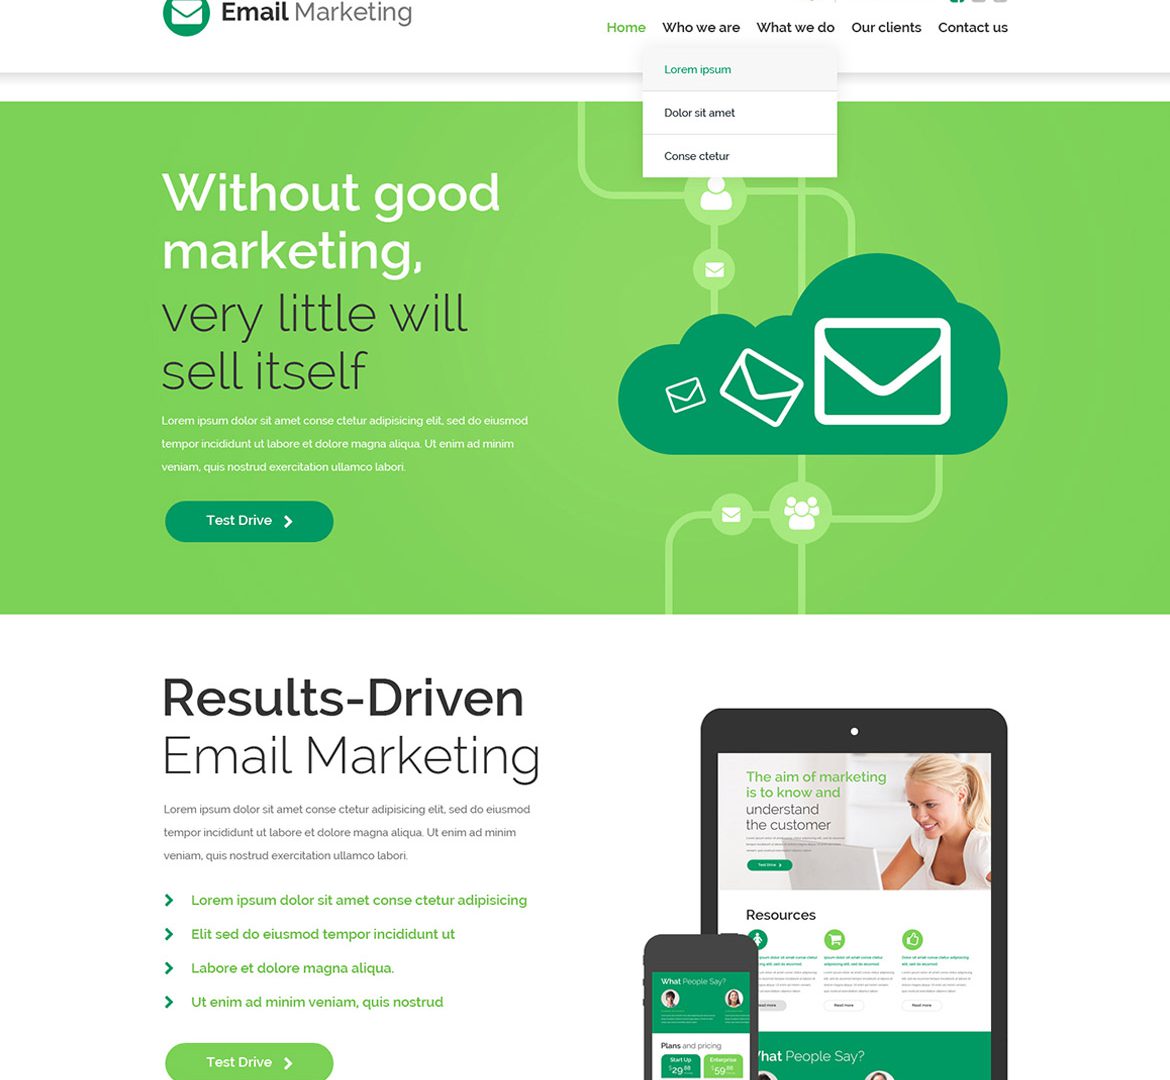 Email Marketing
Home Who we are What we do Our clients Contact us
Lorem ipsum
Dolor sit amet
Conse ctetur
Without good
marketing,
very little will
sell itself
Lorem ipsum dolor sit amet conse ctetur adipisicing elit, sed do eiusmod
tempor incididunt ut labore et dolore magna aliqua. Ut enim ad minim
veniam, quis nostrud exercitation ullamco labori.
Test Drive
Results-Driven
Email Marketing
Lorem ipsum dolor sit amet conse ctetur adipisicing elit, sed do eiusmod
tempor incididunt ut labore et dolore magna aliqua. Ut enim ad minim
veniam, quis nostrud exercitation ullamco labori.
Lorem ipsum dolor sit amet conse ctetur adipisicing
Elit sed do eiusmod tempor incididunt ut
Labore et dolore magna aliqua.
Ut enim ad minim veniam, quis nostrud
Test Drive
The aim of marketing
is to know and
understand
the customer
Test Drive
Resources
Read more
Read more
What People Say?
What People Say?
Plans and pricing
Start Up Enterprise
$29.88 $59.88